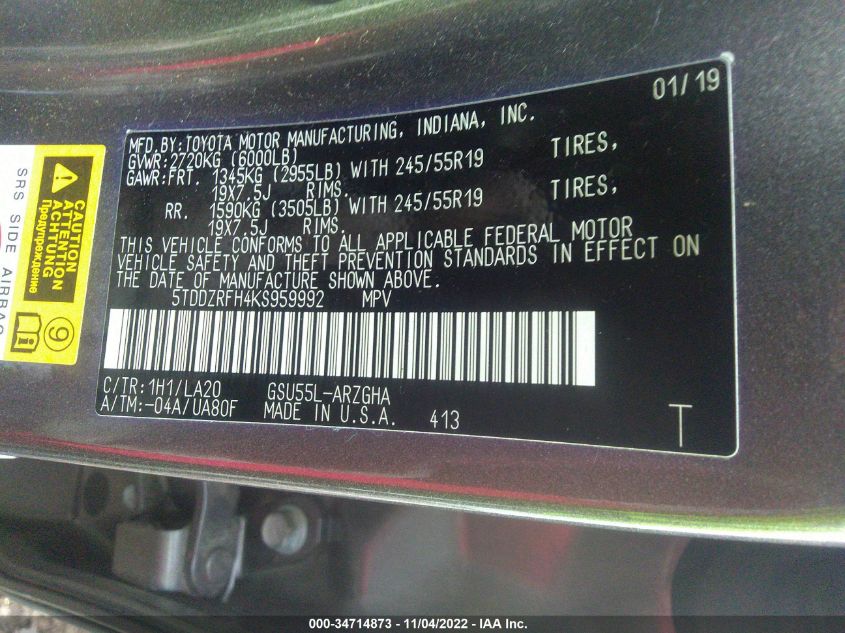 01/19
MFD.BY:TOYOTA MOTOR MANUFACTURING, INDIANA, INC.
GVWR:2720KG (6000LB)
GAWR:FRT. 1345KG (2955LB) WITH 245/55R19 TIRES,
19X7.5J RIMS.
RR. 1590KG (3505LB) WITH 245/55R19 TIRES,
19X7.5J RIMS.
THIS VEHICLE CONFORMS TO ALL APPLICABLE FEDERAL MOTOR
VEHICLE SAFETY AND THEFT PREVENTION STANDARDS IN EFFECT ON
THE DATE OF MANUFACTURE SHOWN ABOVE.
5TDDZRFH4KS959992 MPV
C/TR:1H1/LA20 GSU55L-ARZGHA
A/TM:-04A/UA80F MADE IN U.S.A. 413
T
SRS SIDE AIRBAG
CAUTION
ATTENTION
ACHTUNG
Предупреждение
9
000-34714873 - 11/04/2022 - IAA Inc.